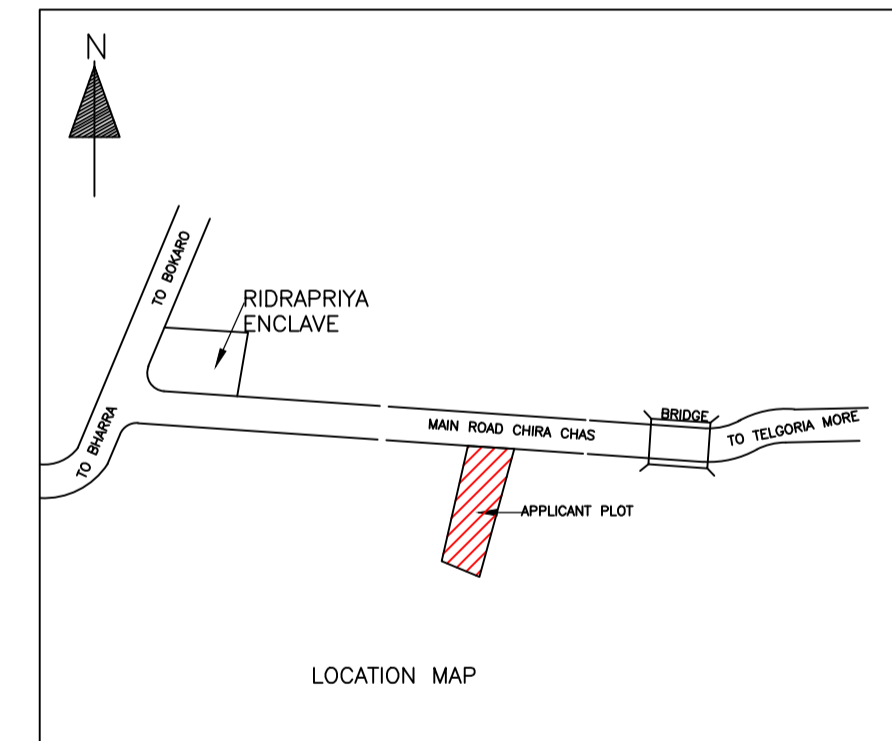 N
TO BOKARO
RIDRAPRIYA
ENCLAVE
TO BHARRA
MAIN ROAD CHIRA CHAS
BRIDGE
TO TELGORIA MORE
APPLICANT PLOT
LOCATION MAP